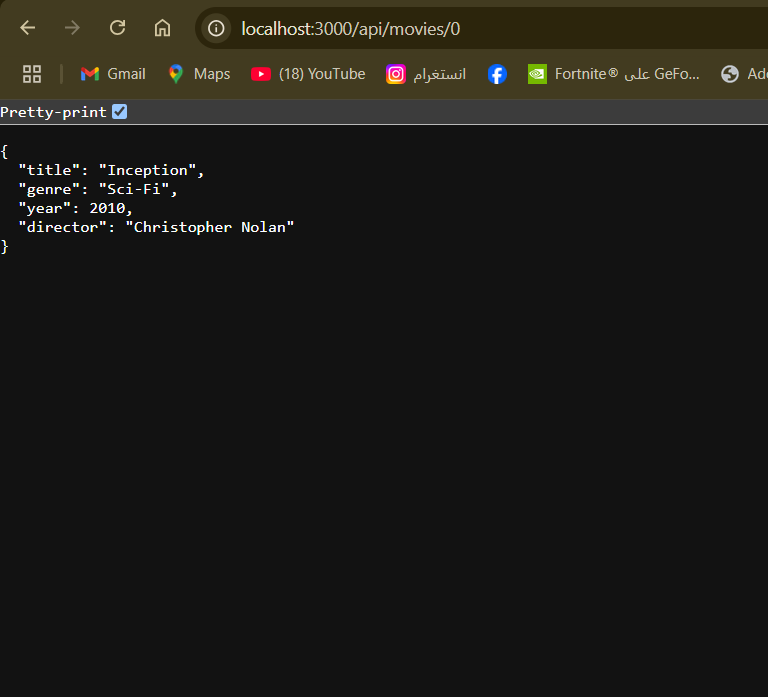 localhost:3000/api/movies/0
Gmail Maps (18) YouTube انستغرام Fortnite® على GeFo... Ado
Pretty-print
{
  "title": "Inception",
  "genre": "Sci-Fi",
  "year": 2010,
  "director": "Christopher Nolan"
}